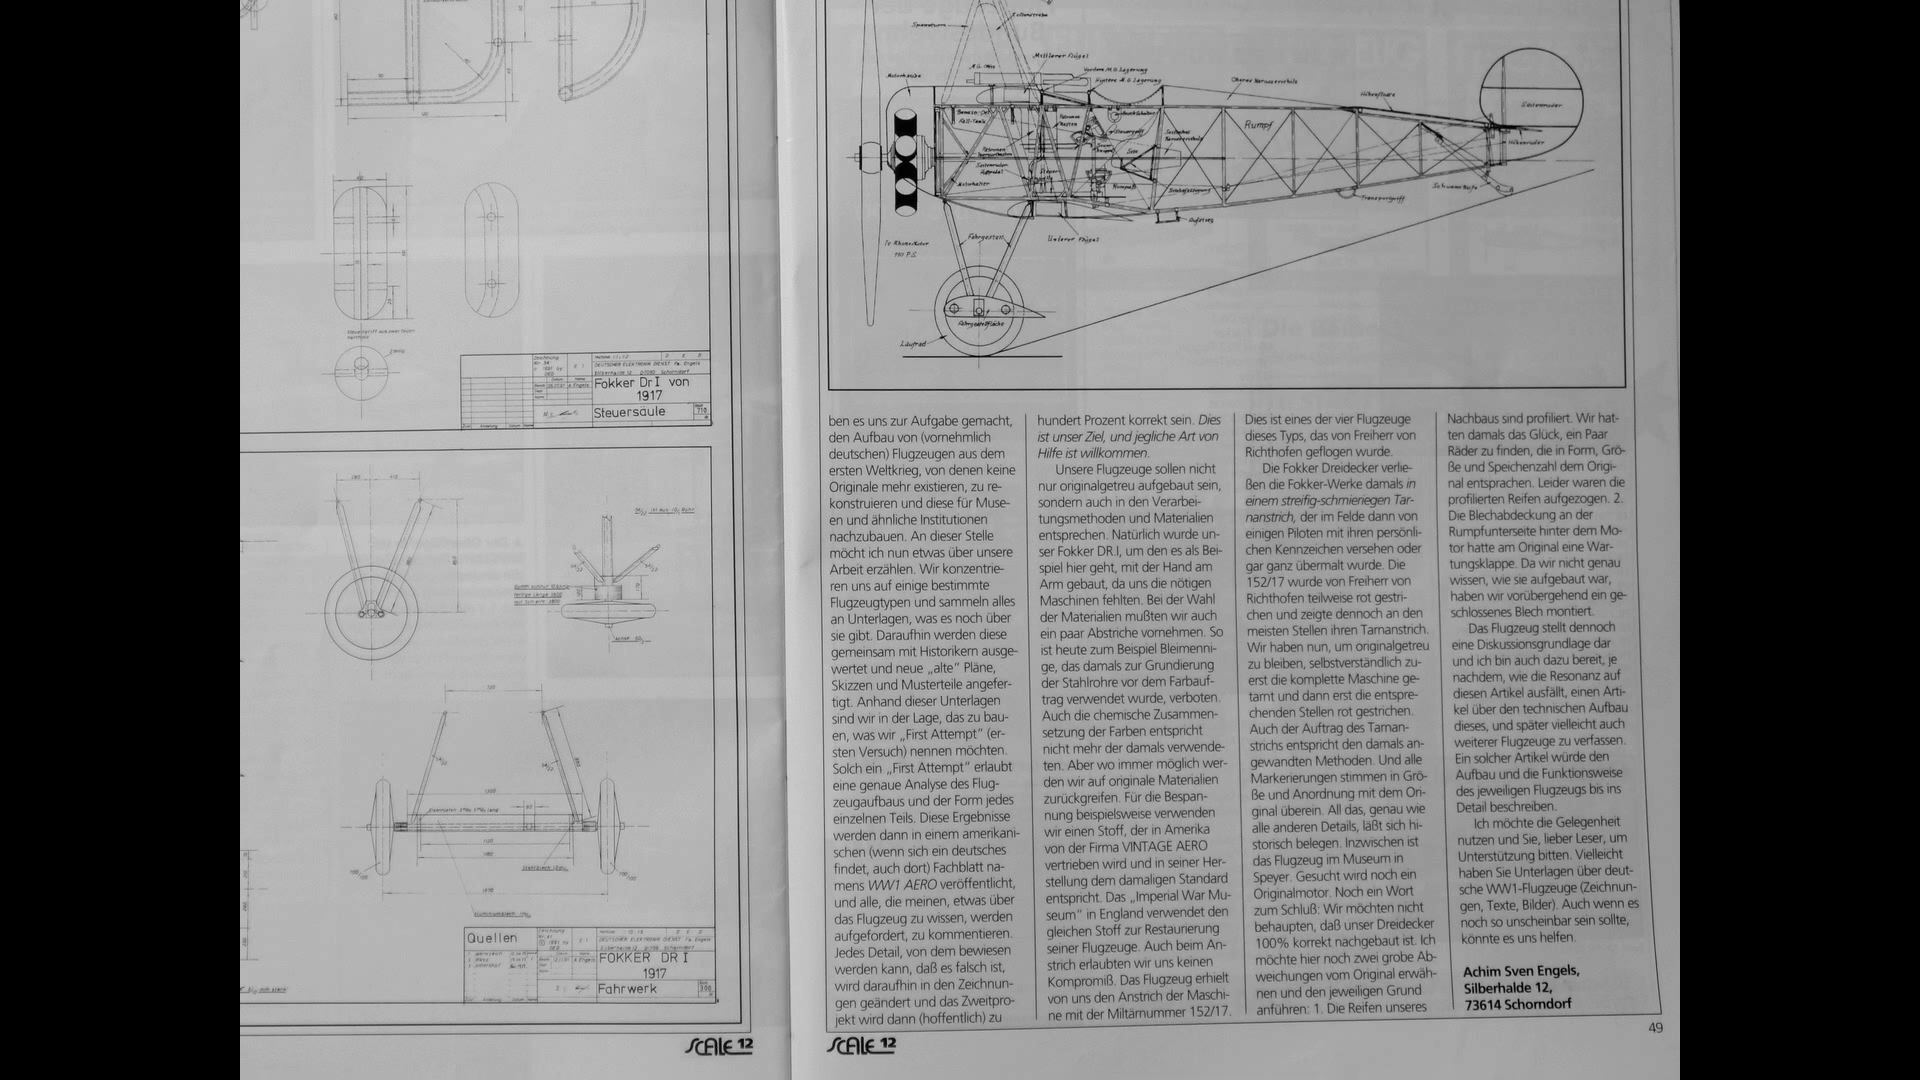 Fokker Dr I von
1917
Steuersäule
Quellen
FOKKER DR I
1917
Fahrwerk
SCALE 12
Spannturm
Mittlerer Flügel
Vordere M.G. Lagerung
Hintere M.G. Lagerung
Motorhaube
Höhenflosse
Seitenruder
Rumpf
Höhenruder
Motorhalter
Transportgriff
Aufstieg
Fahrgestell
Unterer Flügel
Fahrgestellfläche
Laufrad
ben es uns zur Aufgabe gemacht,
den Aufbau von (vornehmlich
deutschen) Flugzeugen aus dem
ersten Weltkrieg, von denen keine
Originale mehr existieren, zu re-
konstruieren und diese für Muse-
en und ähnliche Institutionen
nachzubauen. An dieser Stelle
möcht ich nun etwas über unsere
Arbeit erzählen. Wir konzentrie-
ren uns auf einige bestimmte
Flugzeugtypen und sammeln alles
an Unterlagen, was es noch über
sie gibt. Daraufhin werden diese
gemeinsam mit Historikern ausge-
wertet und neue „alte“ Pläne,
Skizzen und Musterteile angefer-
tigt. Anhand dieser Unterlagen
sind wir in der Lage, das zu bau-
en, was wir „First Attempt“ (er-
sten Versuch) nennen möchten.
Solch ein „First Attempt“ erlaubt
eine genaue Analyse des Flug-
zeugaufbaus und der Form jedes
einzelnen Teils. Diese Ergebnisse
werden dann in einem amerikani-
schen (wenn sich ein deutsches
findet, auch dort) Fachblatt na-
mens WW1 AERO veröffentlicht,
und alle, die meinen, etwas über
das Flugzeug zu wissen, werden
aufgefordert, zu kommentieren.
Jedes Detail, von dem bewiesen
werden kann, daß es falsch ist,
wird daraufhin in den Zeichnun-
gen geändert und das Zweitpro-
jekt wird dann (hoffentlich) zu
hundert Prozent korrekt sein. Dies
ist unser Ziel, und jegliche Art von
Hilfe ist willkommen.
Unsere Flugzeuge sollen nicht
nur originalgetreu aufgebaut sein,
sondern auch in den Verarbei-
tungsmethoden und Materialien
entsprechen. Natürlich wurde un-
ser Fokker DR.I, um den es als Bei-
spiel hier geht, mit der Hand am
Arm gebaut, da uns die nötigen
Maschinen fehlten. Bei der Wahl
der Materialien mußten wir auch
ein paar Abstriche vornehmen. So
ist heute zum Beispiel Bleimenni-
ge, das damals zur Grundierung
der Stahlrohre vor dem Farbauf-
trag verwendet wurde, verboten.
Auch die chemische Zusammen-
setzung der Farben entspricht
nicht mehr der damals verwende-
ten. Aber wo immer möglich wer-
den wir auf originale Materialien
zurückgreifen. Für die Bespan-
nung beispielsweise verwenden
wir einen Stoff, der in Amerika
von der Firma VINTAGE AERO
vertrieben wird und in seiner Her-
stellung dem damaligen Standard
entspricht. Das „Imperial War Mu-
seum“ in England verwendet den
gleichen Stoff zur Restaurierung
seiner Flugzeuge. Auch beim An-
strich erlaubten wir uns keinen
Kompromiß. Das Flugzeug erhielt
von uns den Anstrich der Maschi-
ne mit der Miltärnummer 152/17.
Dies ist eines der vier Flugzeuge
dieses Typs, das von Freiherr von
Richthofen geflogen wurde.
Die Fokker Dreidecker verlie-
ßen die Fokker-Werke damals in
einem streifig-schmieriegen Tar-
nanstrich, der im Felde dann von
einigen Piloten mit ihren persönli-
chen Kennzeichen versehen oder
gar ganz übermalt wurde. Die
152/17 wurde von Freiherr von
Richthofen teilweise rot gestri-
chen und zeigte dennoch an den
meisten Stellen ihren Tarnanstrich.
Wir haben nun, um originalgetreu
zu bleiben, selbstverständlich zu-
erst die komplette Maschine ge-
tarnt und dann erst die entspre-
chenden Stellen rot gestrichen.
Auch der Auftrag des Tarnan-
strichs entspricht den damals an-
gewandten Methoden. Und alle
Markerierungen stimmen in Grö-
ße und Anordnung mit dem Ori-
ginal überein. All das, genau wie
alle anderen Details, läßt sich hi-
storisch belegen. Inzwischen ist
das Flugzeug im Museum in
Speyer. Gesucht wird noch ein
Originalmotor. Noch ein Wort
zum Schluß: Wir möchten nicht
behaupten, daß unser Dreidecker
100% korrekt nachgebaut ist. Ich
möchte hier noch zwei grobe Ab-
weichungen vom Original erwäh-
nen und den jeweiligen Grund
anführen: 1. Die Reifen unseres
Nachbaus sind profiliert. Wir hat-
ten damals das Glück, ein Paar
Räder zu finden, die in Form, Grö-
ße und Speichenzahl dem Origi-
nal entsprachen. Leider waren die
profilierten Reifen aufgezogen. 2.
Die Blechabdeckung an der
Rumpfunterseite hinter dem Mo-
tor hatte am Original eine War-
tungsklappe. Da wir nicht genau
wissen, wie sie aufgebaut war,
haben wir vorübergehend ein ge-
schlossenes Blech montiert.
Das Flugzeug stellt dennoch
eine Diskussionsgrundlage dar
und ich bin auch dazu bereit, je
nachdem, wie die Resonanz auf
diesen Artikel ausfällt, einen Arti-
kel über den technischen Aufbau
dieses, und später vielleicht auch
weiterer Flugzeuge zu verfassen.
Ein solcher Artikel würde den
Aufbau und die Funktionsweise
des jeweiligen Flugzeugs bis ins
Detail beschreiben.
Ich möchte die Gelegenheit
nutzen und Sie, lieber Leser, um
Unterstützung bitten. Vielleicht
haben Sie Unterlagen über deut-
sche WW1-Flugzeuge (Zeichnun-
gen, Texte, Bilder). Auch wenn es
noch so unscheinbar sein sollte,
könnte es uns helfen.
Achim Sven Engels,
Silberhalde 12,
73614 Schorndorf
SCALE 12
49